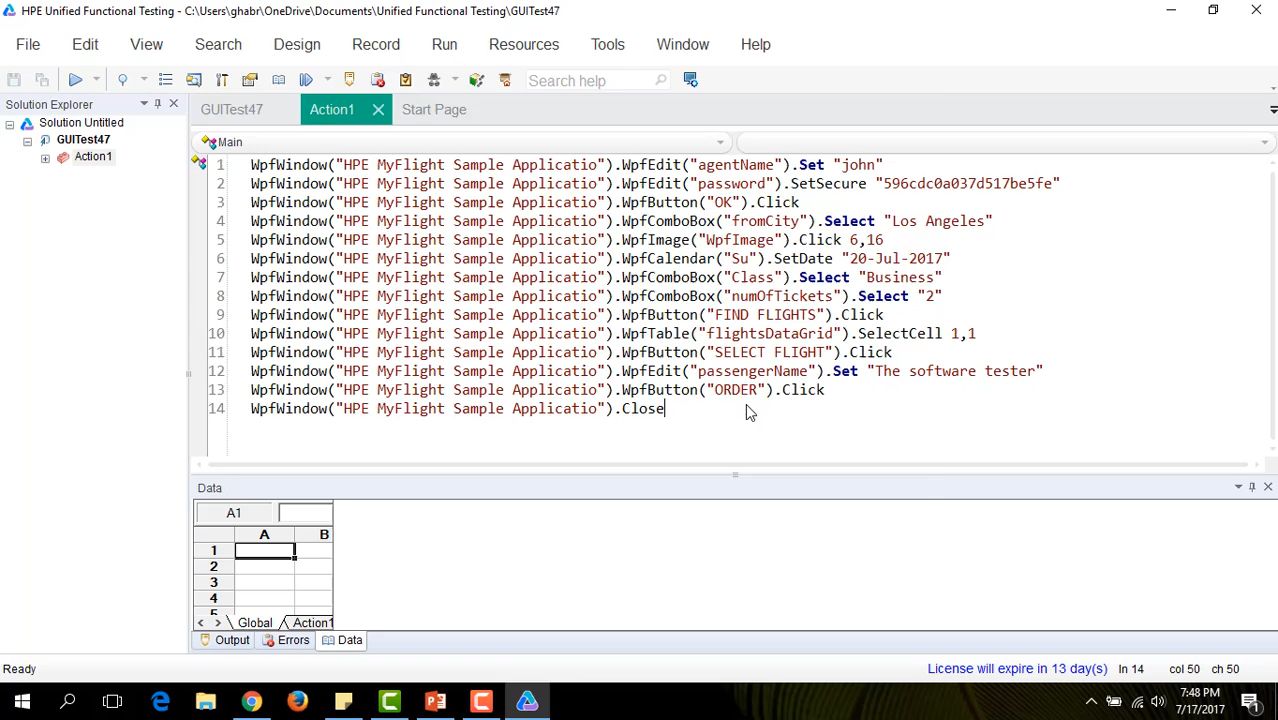 HPE Unified Functional Testing - C:\Users\ghabr\OneDrive\Documents\Unified Functional Testing\GUITest47
File Edit View Search Design Record Run Resources Tools Window Help
Search help
Solution Explorer
Solution Untitled
GUITest47
Action1
GUITest47 Action1 Start Page
Main
1 WpfWindow("HPE MyFlight Sample Applicatio").WpfEdit("agentName").Set "john"
2 WpfWindow("HPE MyFlight Sample Applicatio").WpfEdit("password").SetSecure "596cdc0a037d517be5fe"
3 WpfWindow("HPE MyFlight Sample Applicatio").WpfButton("OK").Click
4 WpfWindow("HPE MyFlight Sample Applicatio").WpfComboBox("fromCity").Select "Los Angeles"
5 WpfWindow("HPE MyFlight Sample Applicatio").WpfImage("WpfImage").Click 6,16
6 WpfWindow("HPE MyFlight Sample Applicatio").WpfCalendar("Su").SetDate "20-Jul-2017"
7 WpfWindow("HPE MyFlight Sample Applicatio").WpfComboBox("Class").Select "Business"
8 WpfWindow("HPE MyFlight Sample Applicatio").WpfComboBox("numOfTickets").Select "2"
9 WpfWindow("HPE MyFlight Sample Applicatio").WpfButton("FIND FLIGHTS").Click
10 WpfWindow("HPE MyFlight Sample Applicatio").WpfTable("flightsDataGrid").SelectCell 1,1
11 WpfWindow("HPE MyFlight Sample Applicatio").WpfButton("SELECT FLIGHT").Click
12 WpfWindow("HPE MyFlight Sample Applicatio").WpfEdit("passengerName").Set "The software tester"
13 WpfWindow("HPE MyFlight Sample Applicatio").WpfButton("ORDER").Click
14 WpfWindow("HPE MyFlight Sample Applicatio").Close
Data
A1
A B
1
2
3
4
5
Global Action1
Output Errors Data
Ready License will expire in 13 day(s) ln 14 col 50 ch 50
7:48 PM
7/17/2017
1